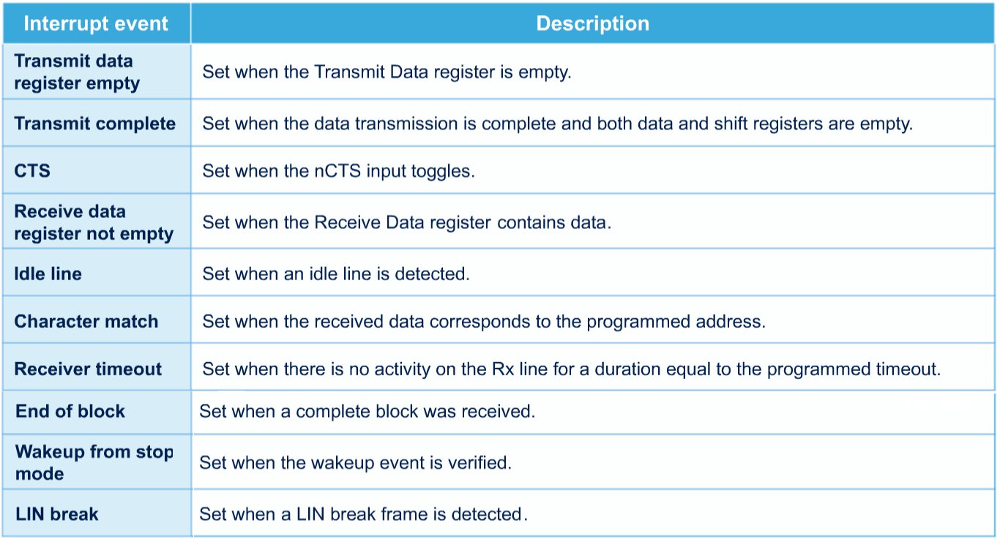 Interrupt event Description
Transmit data
register empty
Set when the Transmit Data register is empty.
Transmit complete Set when the data transmission is complete and both data and shift registers are empty.
CTS Set when the nCTS input toggles.
Receive data
register not empty
Set when the Receive Data register contains data.
Idle line Set when an idle line is detected.
Character match Set when the received data corresponds to the programmed address.
Receiver timeout Set when there is no activity on the Rx line for a duration equal to the programmed timeout.
End of block Set when a complete block was received.
Wakeup from stop
mode
Set when the wakeup event is verified.
LIN break Set when a LIN break frame is detected.